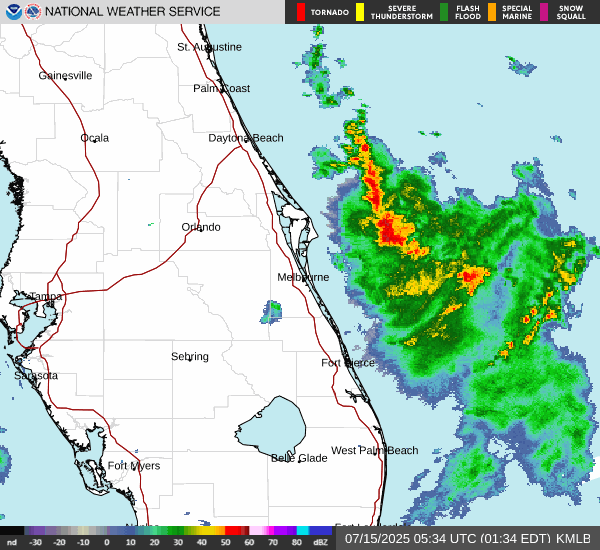 NATIONAL WEATHER SERVICE
TORNADO
SEVERE THUNDERSTORM
FLASH FLOOD
SPECIAL MARINE
SNOW SQUALL
St. Augustine
Gainesville
Palm Coast
Ocala
Daytona Beach
Orlando
Melbourne
Tampa
Sebring
Fort Pierce
Sarasota
West Palm Beach
Belle Glade
Fort Myers
nd -30 -20 -10 0 10 20 30 40 50 60 70 80 dBZ
07/15/2025 05:34 UTC (01:34 EDT) KMLB